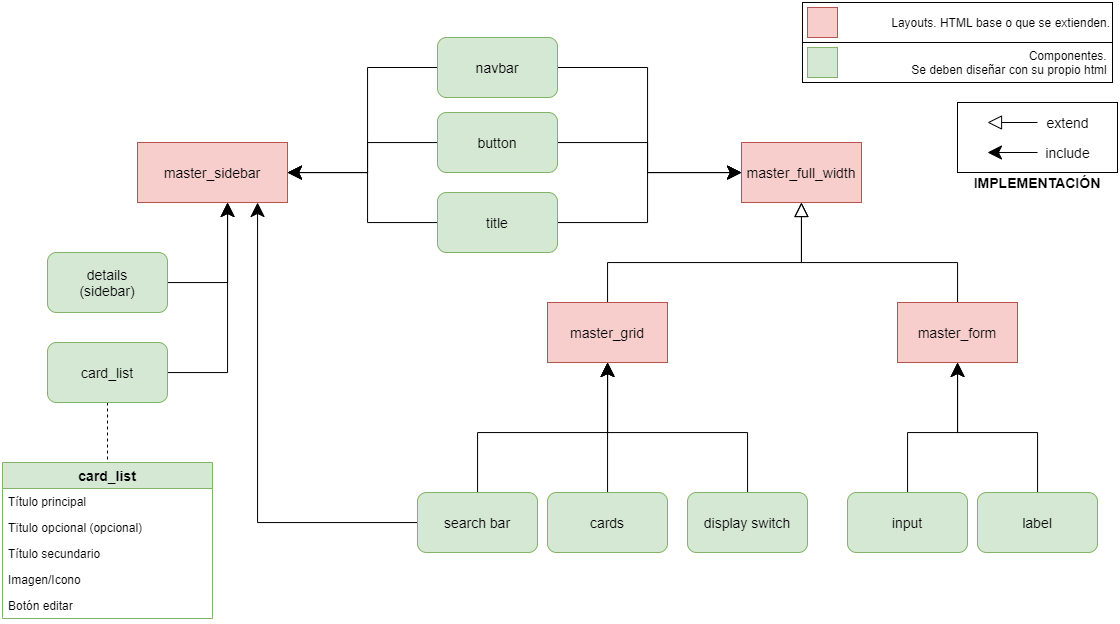 Layouts. HTML base o que se extienden.
Componentes.
Se deben diseñar con su propio html
extend
include
IMPLEMENTACIÓN
navbar
button
title
master_sidebar
master_full_width
details
(sidebar)
card_list
master_grid
master_form
search bar
cards
display switch
input
label
card_list
Título principal
Título opcional (opcional)
Título secundario
Imagen/Icono
Botón editar